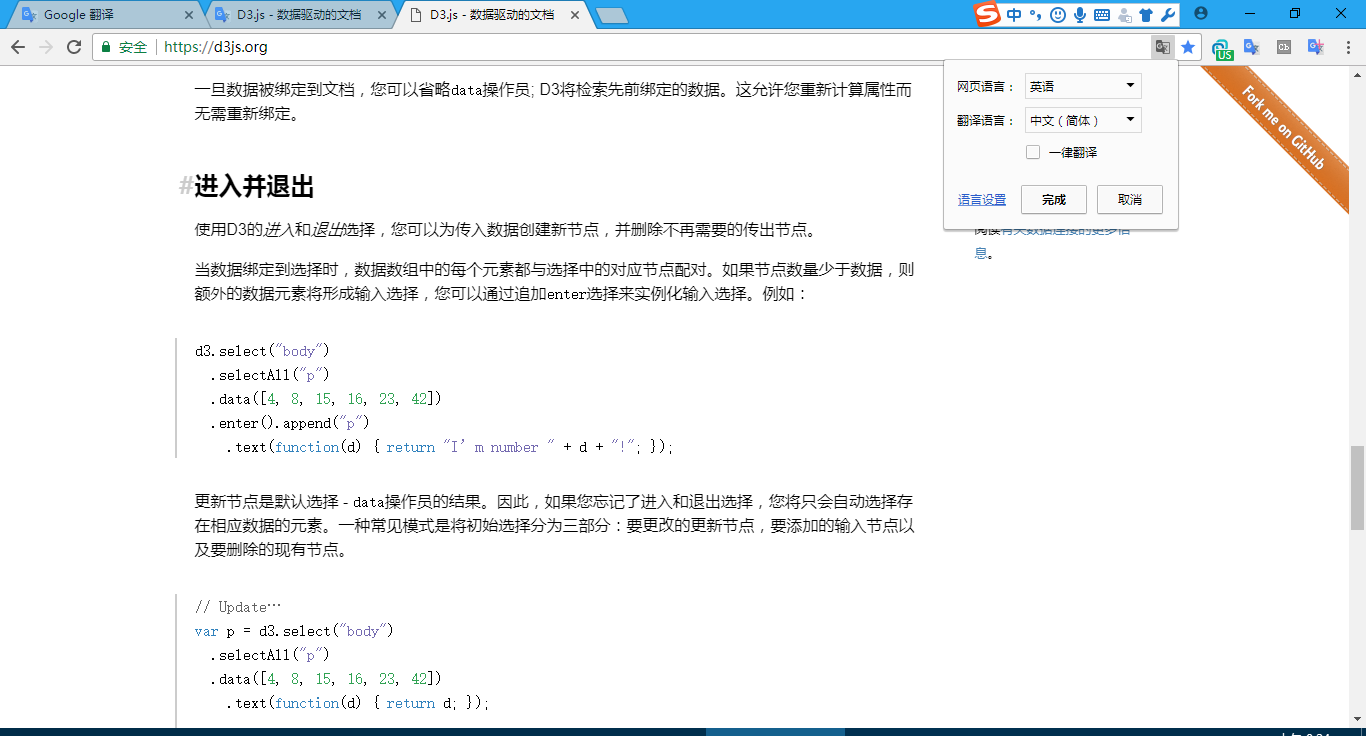 Google 翻译
D3.js - 数据驱动的文档
D3.js - 数据驱动的文档
中
安全
https://d3js.org
US
Cb
网页语言：
英语
翻译语言：
中文（简体）
一律翻译
语言设置
完成
取消
Fork me on GitHub
一旦数据被绑定到文档，您可以省略data操作员; D3将检索先前绑定的数据。这允许您重新计算属性而
无需重新绑定。
#进入并退出
使用D3的进入和退出选择，您可以为传入数据创建新节点，并删除不再需要的传出节点。
阅读有关数据连接的更多信
息。
当数据绑定到选择时，数据数组中的每个元素都与选择中的对应节点配对。如果节点数量少于数据，则
额外的数据元素将形成输入选择，您可以通过追加enter选择来实例化输入选择。例如：
d3.select("body")
.selectAll("p")
.data([4, 8, 15, 16, 23, 42])
.enter().append("p")
.text(function(d) { return "I’m number " + d + "!"; });
更新节点是默认选择 - data操作员的结果。因此，如果您忘记了进入和退出选择，您将只会自动选择存
在相应数据的元素。一种常见模式是将初始选择分为三部分：要更改的更新节点，要添加的输入节点以
及要删除的现有节点。
// Update…
var p = d3.select("body")
.selectAll("p")
.data([4, 8, 15, 16, 23, 42])
.text(function(d) { return d; });